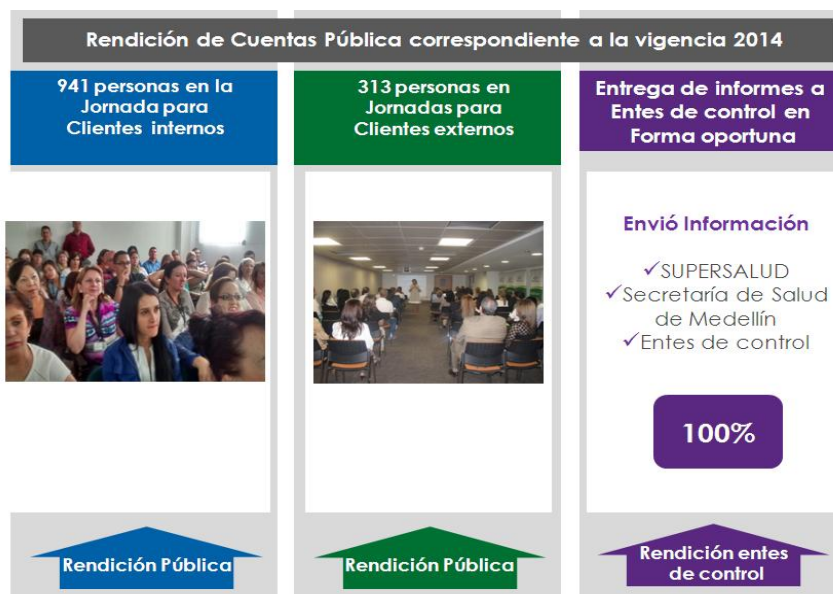 Rendición de Cuentas Pública correspondiente a la vigencia 2014
941 personas en la
Jornada para
Clientes internos
313 personas en
Jornadas para
Clientes externos
Entrega de informes a
Entes de control en
Forma oportuna
Envió Información
✓SUPERSALUD
✓Secretaría de Salud
de Medellín
✓Entes de control
100%
Rendición Pública
Rendición Pública
Rendición entes
de control